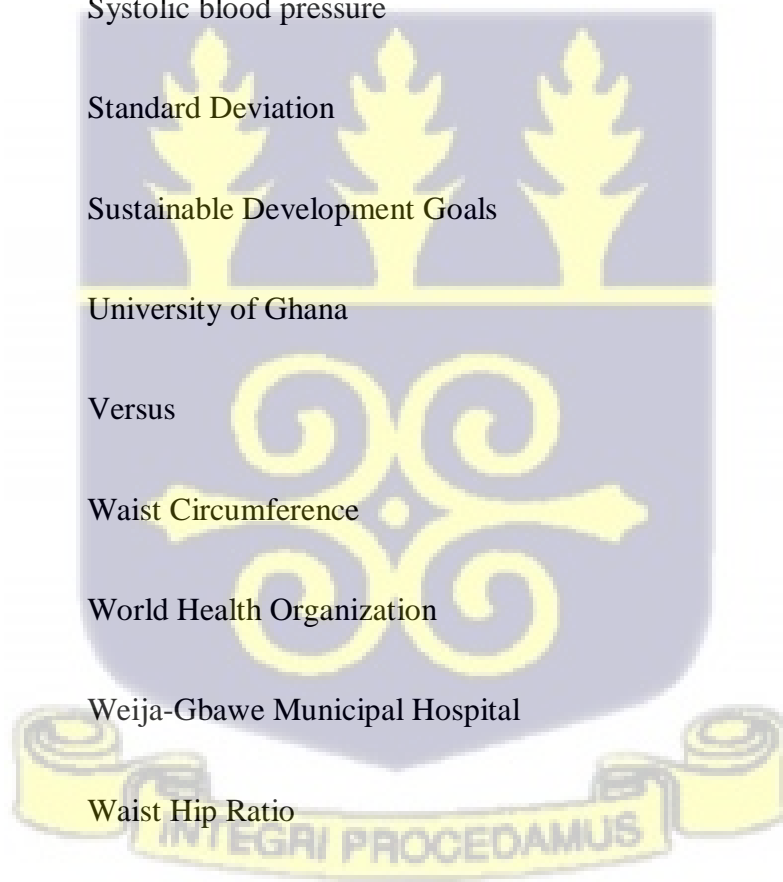 Systolic blood pressure
Standard Deviation
Sustainable Development Goals
University of Ghana
Versus
Waist Circumference
World Health Organization
Weija-Gbawe Municipal Hospital
Waist Hip Ratio
INTEGRI PROCEDAMUS